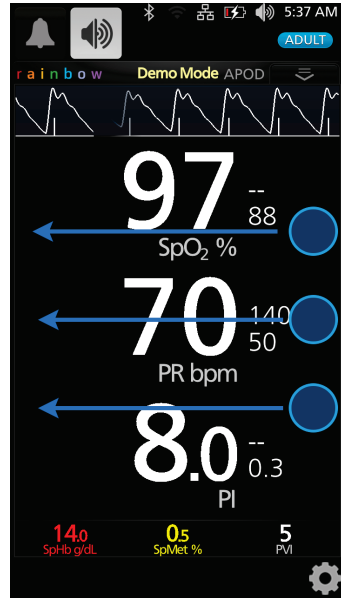 5:37 AM
ADULT
rainbow Demo Mode APOD
97 --
88
SpO₂ %
70 140
50
PR bpm
8.0 --
0.3
PI
14.0 0.5 5
SpHb g/dL SpMet % PVI